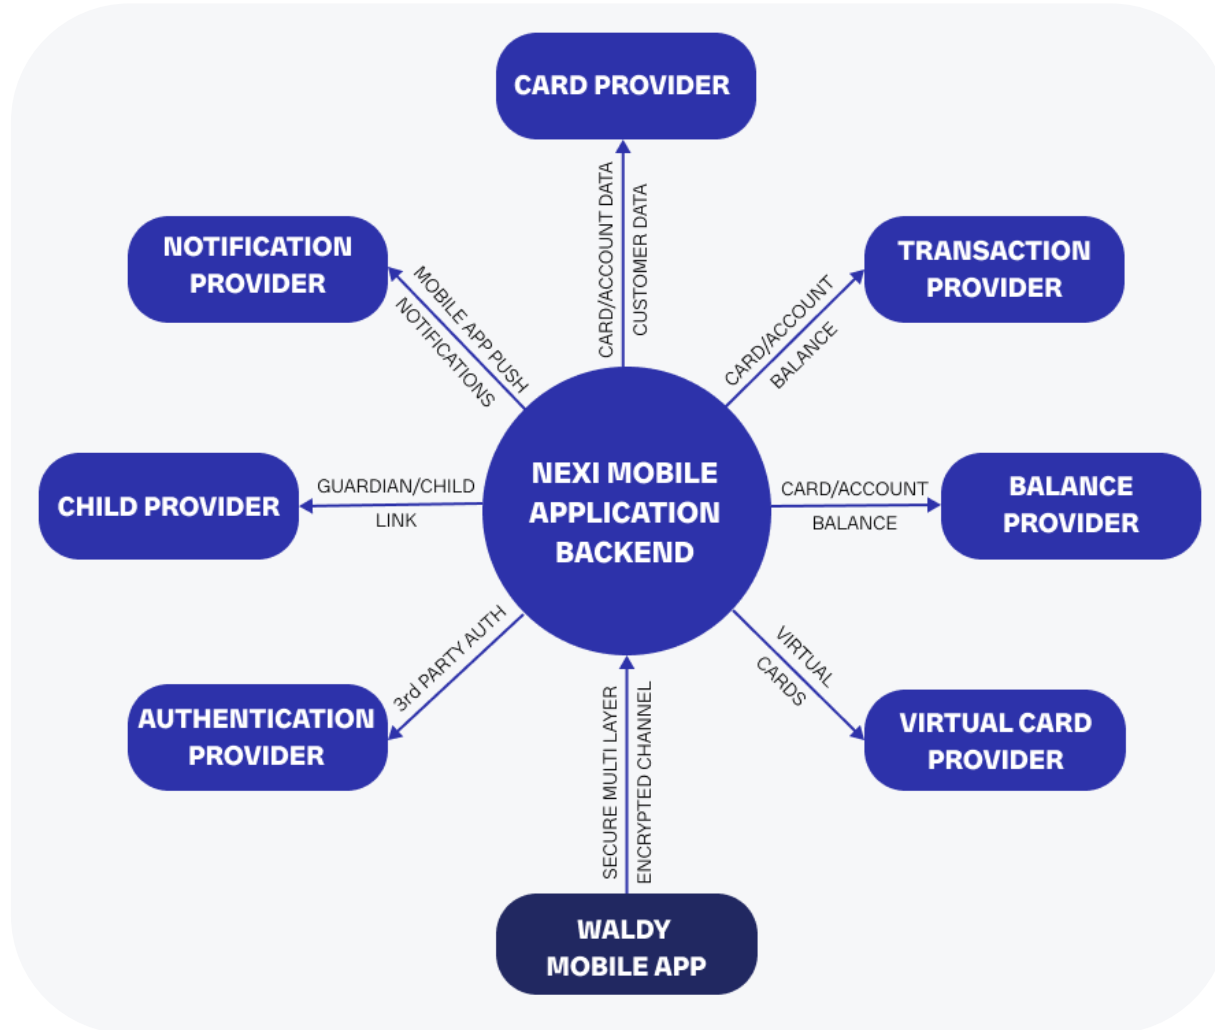 CARD PROVIDER
CARD/ACCOUNT DATA
CUSTOMER DATA
NOTIFICATION
PROVIDER
MOBILE APP PUSH
NOTIFICATIONS
TRANSACTION
PROVIDER
CARD/ACCOUNT
BALANCE
CHILD PROVIDER
GUARDIAN/CHILD
LINK
NEXI MOBILE
APPLICATION
BACKEND
CARD/ACCOUNT
BALANCE
BALANCE
PROVIDER
3rd PARTY AUTH
AUTHENTICATION
PROVIDER
SECURE MULTI LAYER
ENCRYPTED CHANNEL
VIRTUAL
CARDS
VIRTUAL CARD
PROVIDER
WALDY
MOBILE APP